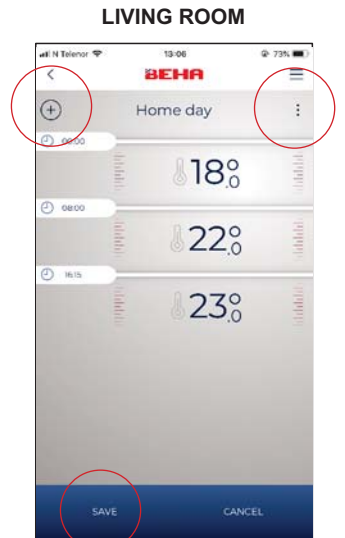 LIVING ROOM
N Telenor 13:06 73%
BEHA
Home day
00:00
18°.0
08:00
22°.0
16:15
23°.0
SAVE CANCEL